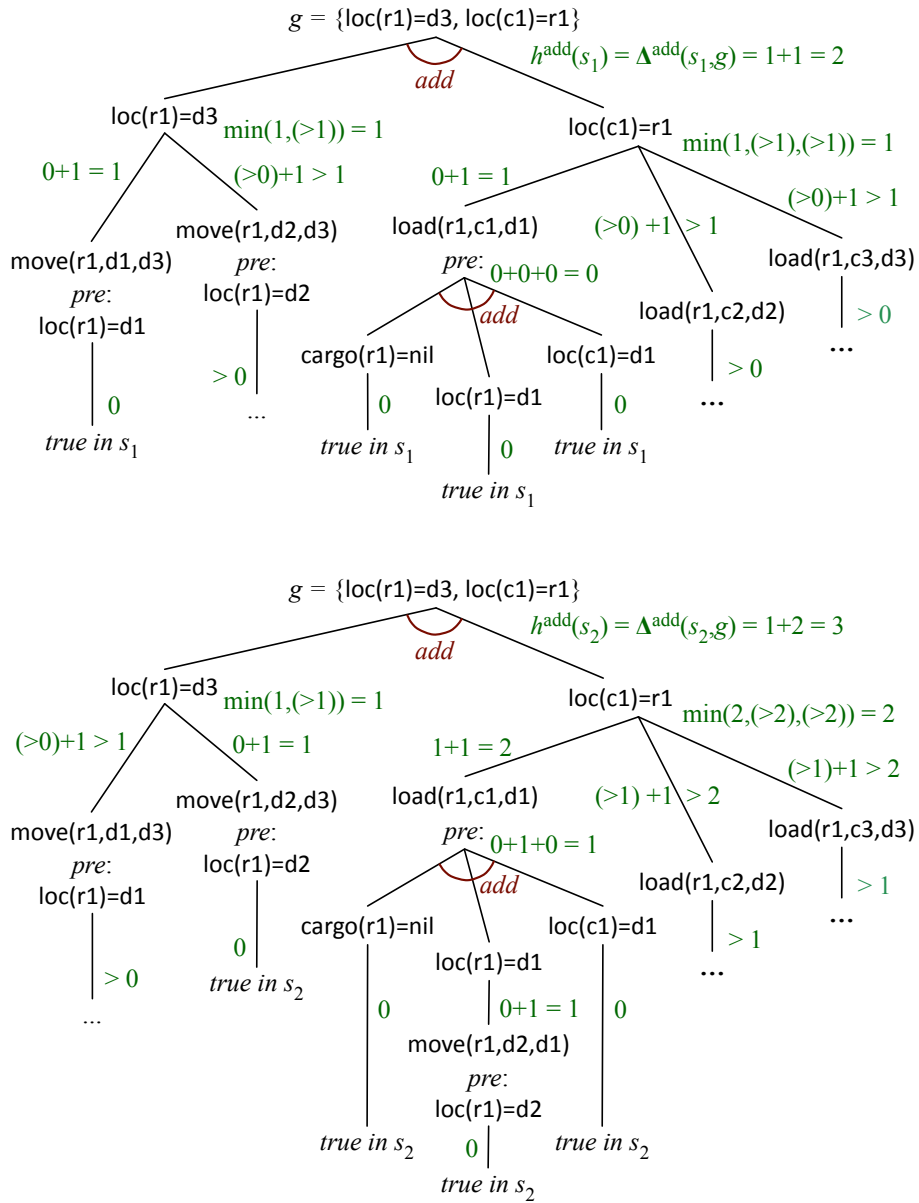 g = {loc(r1)=d3, loc(c1)=r1}
h^add(s₁) = Δ^add(s₁,g) = 1+1 = 2
add
loc(r1)=d3
min(1,(>1)) = 1
loc(c1)=r1
min(1,(>1),(>1)) = 1
0+1 = 1
(>0)+1 > 1
0+1 = 1
(>0) +1 > 1
(>0)+1 > 1
move(r1,d1,d3)
pre:
loc(r1)=d1
move(r1,d2,d3)
pre:
loc(r1)=d2
load(r1,c1,d1)
pre:
0+0+0 = 0
add
load(r1,c2,d2)
load(r1,c3,d3)
cargo(r1)=nil
loc(r1)=d1
loc(c1)=d1
0
> 0
0
0
0
> 0
> 0
true in s₁
...
true in s₁
true in s₁
true in s₁
...
...
g = {loc(r1)=d3, loc(c1)=r1}
h^add(s₂) = Δ^add(s₂,g) = 1+2 = 3
add
loc(r1)=d3
min(1,(>1)) = 1
loc(c1)=r1
min(2,(>2),(>2)) = 2
(>0)+1 > 1
0+1 = 1
1+1 = 2
(>1) +1 > 2
(>1)+1 > 2
move(r1,d1,d3)
pre:
loc(r1)=d1
move(r1,d2,d3)
pre:
loc(r1)=d2
load(r1,c1,d1)
pre:
0+1+0 = 1
add
load(r1,c2,d2)
load(r1,c3,d3)
cargo(r1)=nil
loc(r1)=d1
loc(c1)=d1
> 0
0
0
0+1 = 1
0
> 1
> 1
...
true in s₂
move(r1,d2,d1)
pre:
loc(r1)=d2
0
true in s₂
true in s₂
true in s₂
...
...